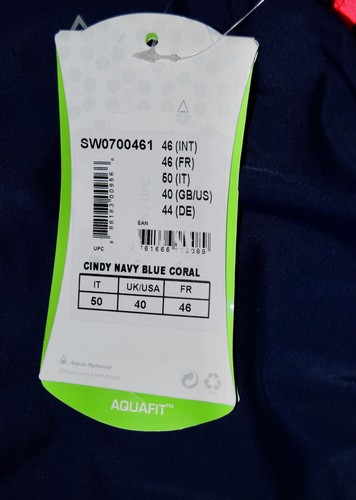 SW0700461 46 (INT)
46 (FR)
50 (IT)
40 (GB/US)
44 (DE)
EAN
UPC
CINDY NAVY BLUE CORAL
IT UK/USA FR
50 40 46
AQUAFIT™